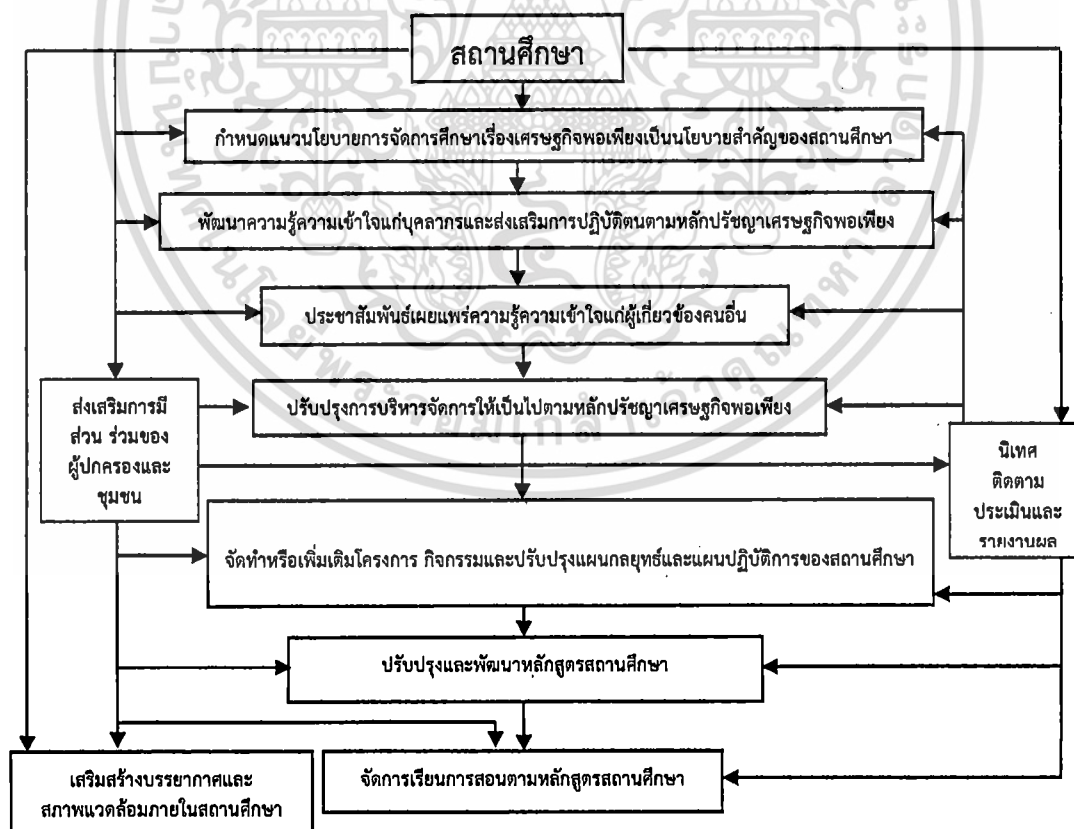 สถานศึกษา
กำหนดแนวนโยบายการจัดการศึกษาเรื่องเศรษฐกิจพอเพียงเป็นนโยบายสำคัญของสถานศึกษา
พัฒนาความรู้ความเข้าใจแก่บุคลากรและส่งเสริมการปฏิบัติตนตามหลักปรัชญาเศรษฐกิจพอเพียง
ประชาสัมพันธ์เผยแพร่ความรู้ความเข้าใจแก่ผู้เกี่ยวข้องคนอื่น
ปรับปรุงการบริหารจัดการให้เป็นไปตามหลักปรัชญาเศรษฐกิจพอเพียง
ส่งเสริมการมี
ส่วน ร่วมของ
ผู้ปกครองและ
ชุมชน
นิเทศ
ติดตาม
ประเมินและ
รายงานผล
จัดทำหรือเพิ่มเติมโครงการ กิจกรรมและปรับปรุงแผนกลยุทธ์และแผนปฏิบัติการของสถานศึกษา
ปรับปรุงและพัฒนาหลักสูตรสถานศึกษา
เสริมสร้างบรรยากาศและ
สภาพแวดล้อมภายในสถานศึกษา
จัดการเรียนการสอนตามหลักสูตรสถานศึกษา